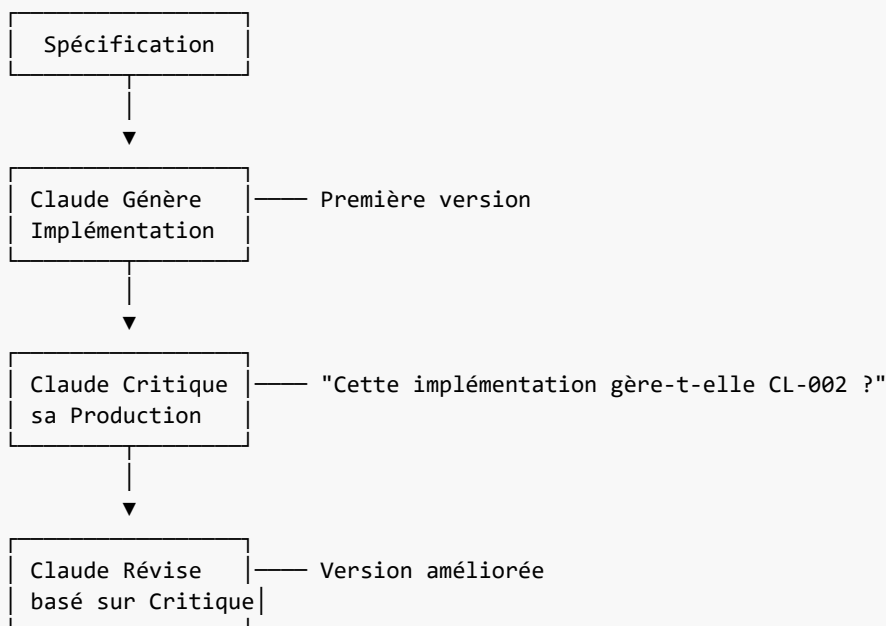 Spécification
Claude Génère
Première version
Implémentation
Claude Critique
"Cette implémentation gère-t-elle CL-002 ?"
sa Production
Claude Révise
Version améliorée
basé sur Critique